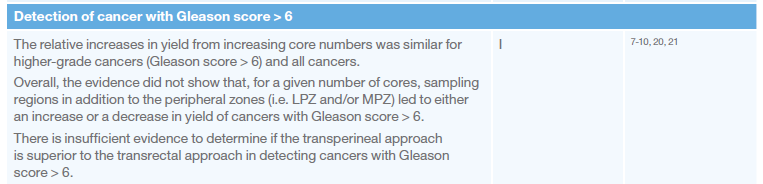 Detection of cancer with Gleason score > 6
The relative increases in yield from increasing core numbers was similar for
higher-grade cancers (Gleason score > 6) and all cancers.
I
7-10, 20, 21
Overall, the evidence did not show that, for a given number of cores, sampling
regions in addition to the peripheral zones (i.e. LPZ and/or MPZ) led to either
an increase or a decrease in yield of cancers with Gleason score > 6.
There is insufficient evidence to determine if the transperineal approach
is superior to the transrectal approach in detecting cancers with Gleason
score > 6.